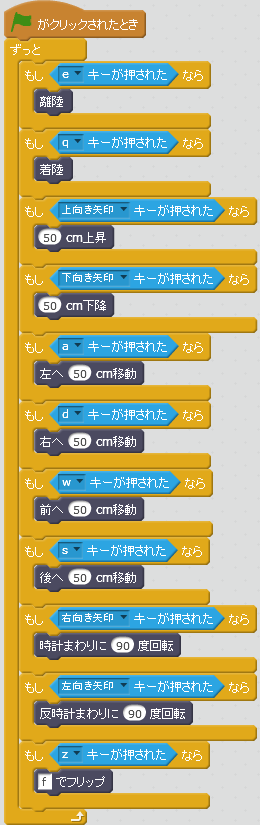 がクリックされたとき
ずっと
もし e キーが押された なら
離陸
もし q キーが押された なら
着陸
もし 上向き矢印 キーが押された なら
50 cm上昇
もし 下向き矢印 キーが押された なら
50 cm下降
もし a キーが押された なら
左へ 50 cm移動
もし d キーが押された なら
右へ 50 cm移動
もし w キーが押された なら
前へ 50 cm移動
もし s キーが押された なら
後へ 50 cm移動
もし 右向き矢印 キーが押された なら
時計まわりに 90 度回転
もし 左向き矢印 キーが押された なら
反時計まわりに 90 度回転
もし z キーが押された なら
f でフリップ